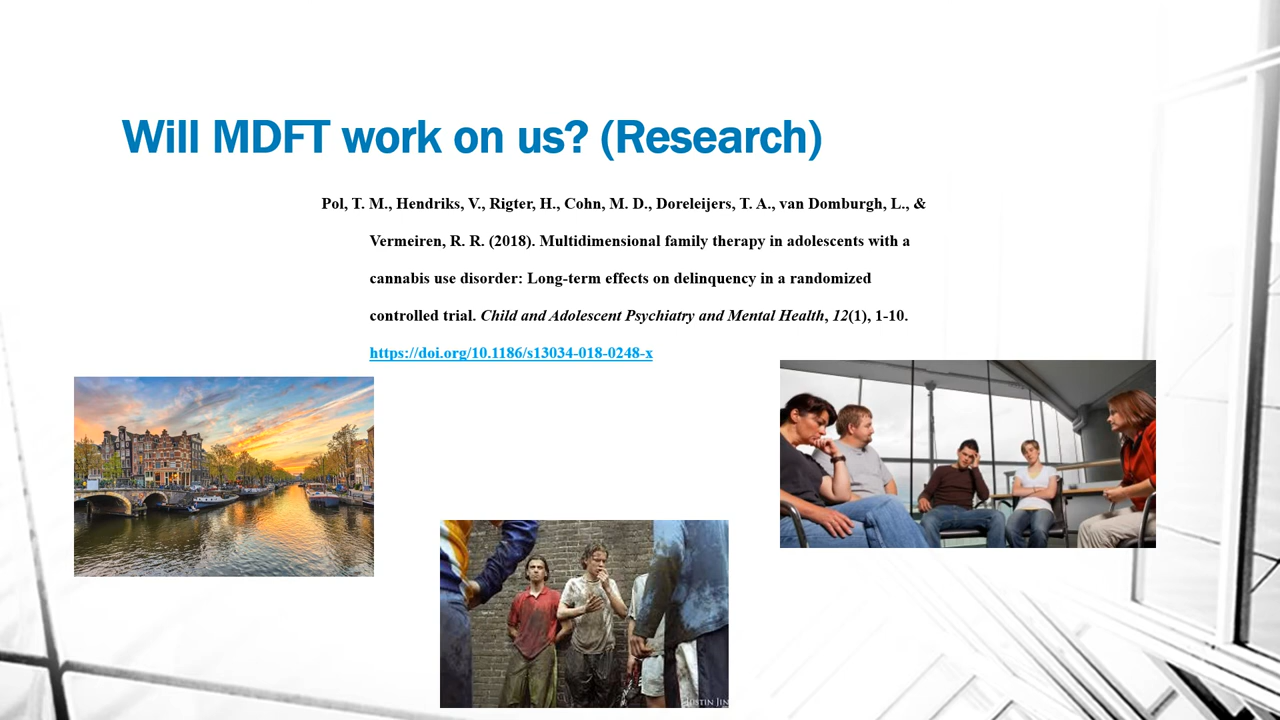 Will MDFT work on us? (Research)
Pol, T. M., Hendriks, V., Rigter, H., Cohn, M. D., Doreleijers, T. A., van Domburgh, L., &
Vermeiren, R. R. (2018). Multidimensional family therapy in adolescents with a
cannabis use disorder: Long-term effects on delinquency in a randomized
controlled trial. Child and Adolescent Psychiatry and Mental Health, 12(1), 1-10.
https://doi.org/10.1186/s13034-018-0248-x
JUSTIN JIN